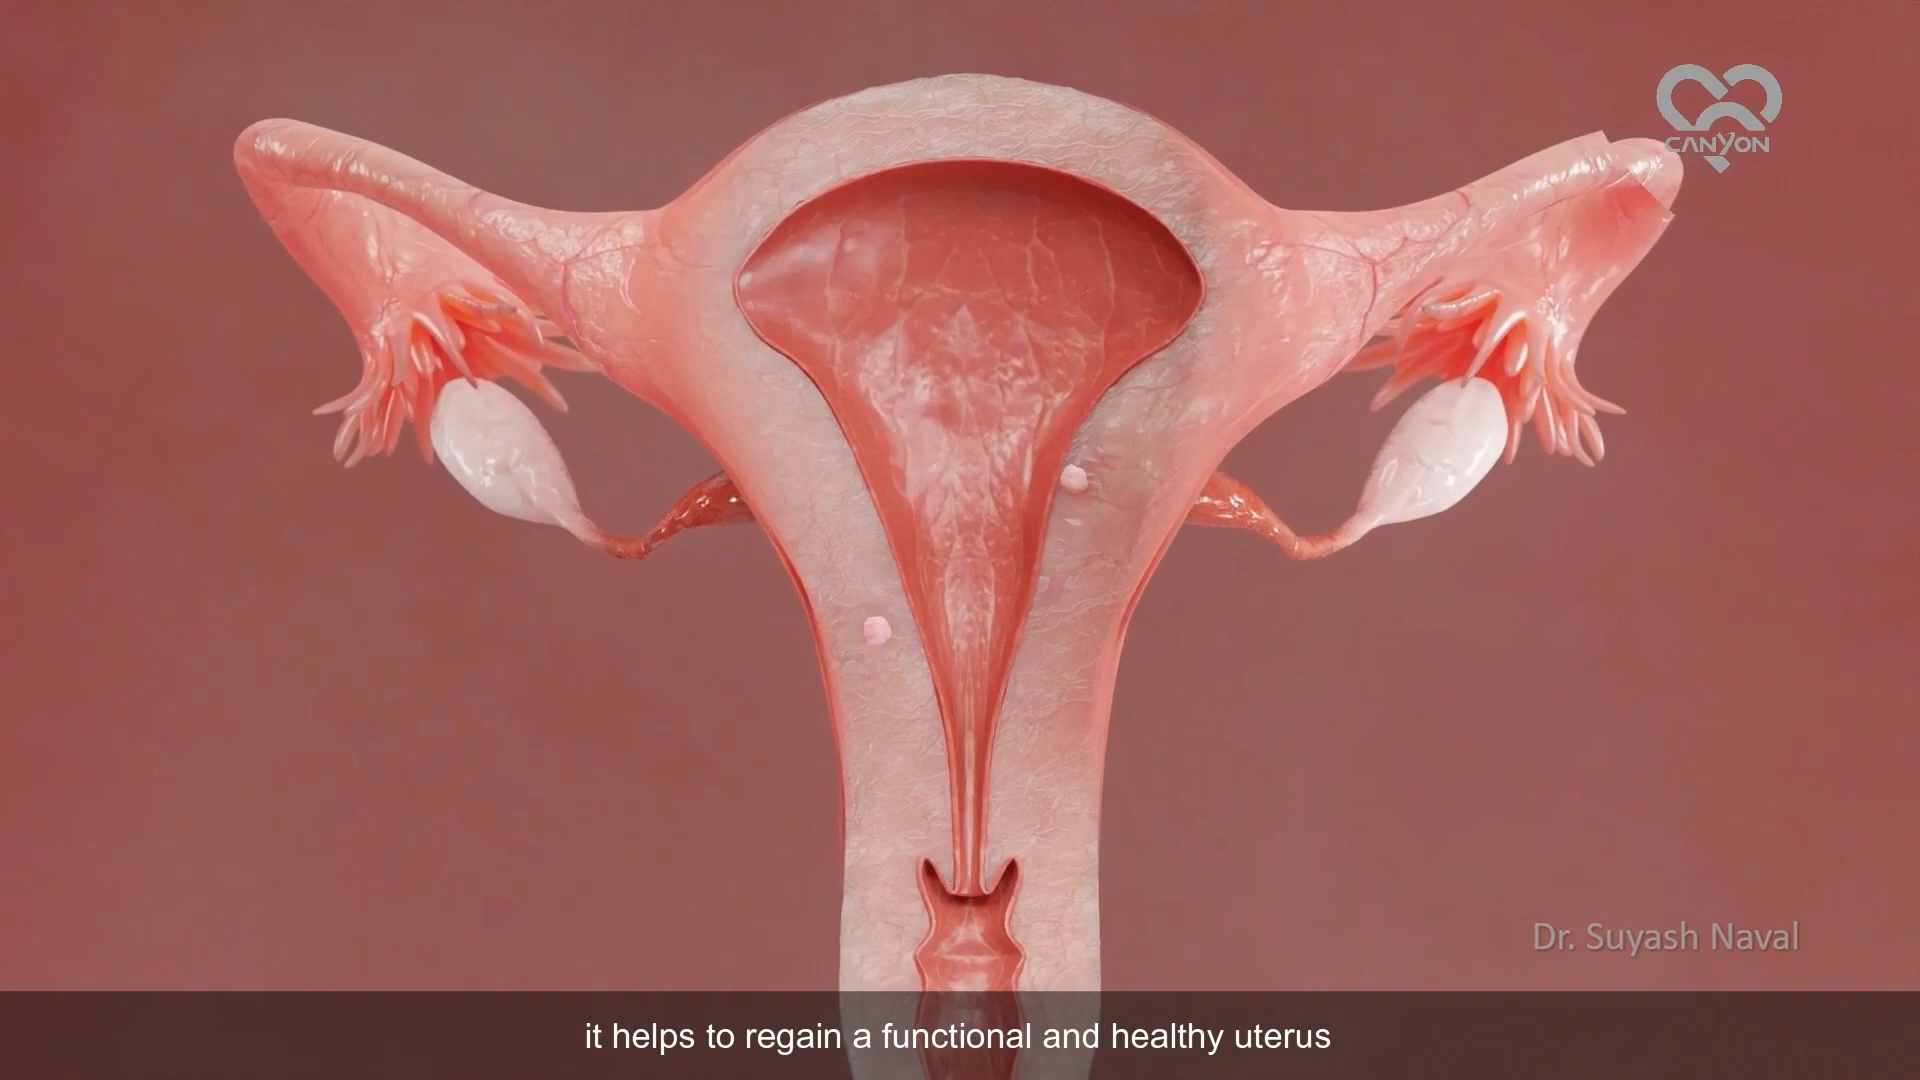 CANYON
Dr. Suyash Naval
it helps to regain a functional and healthy uterus